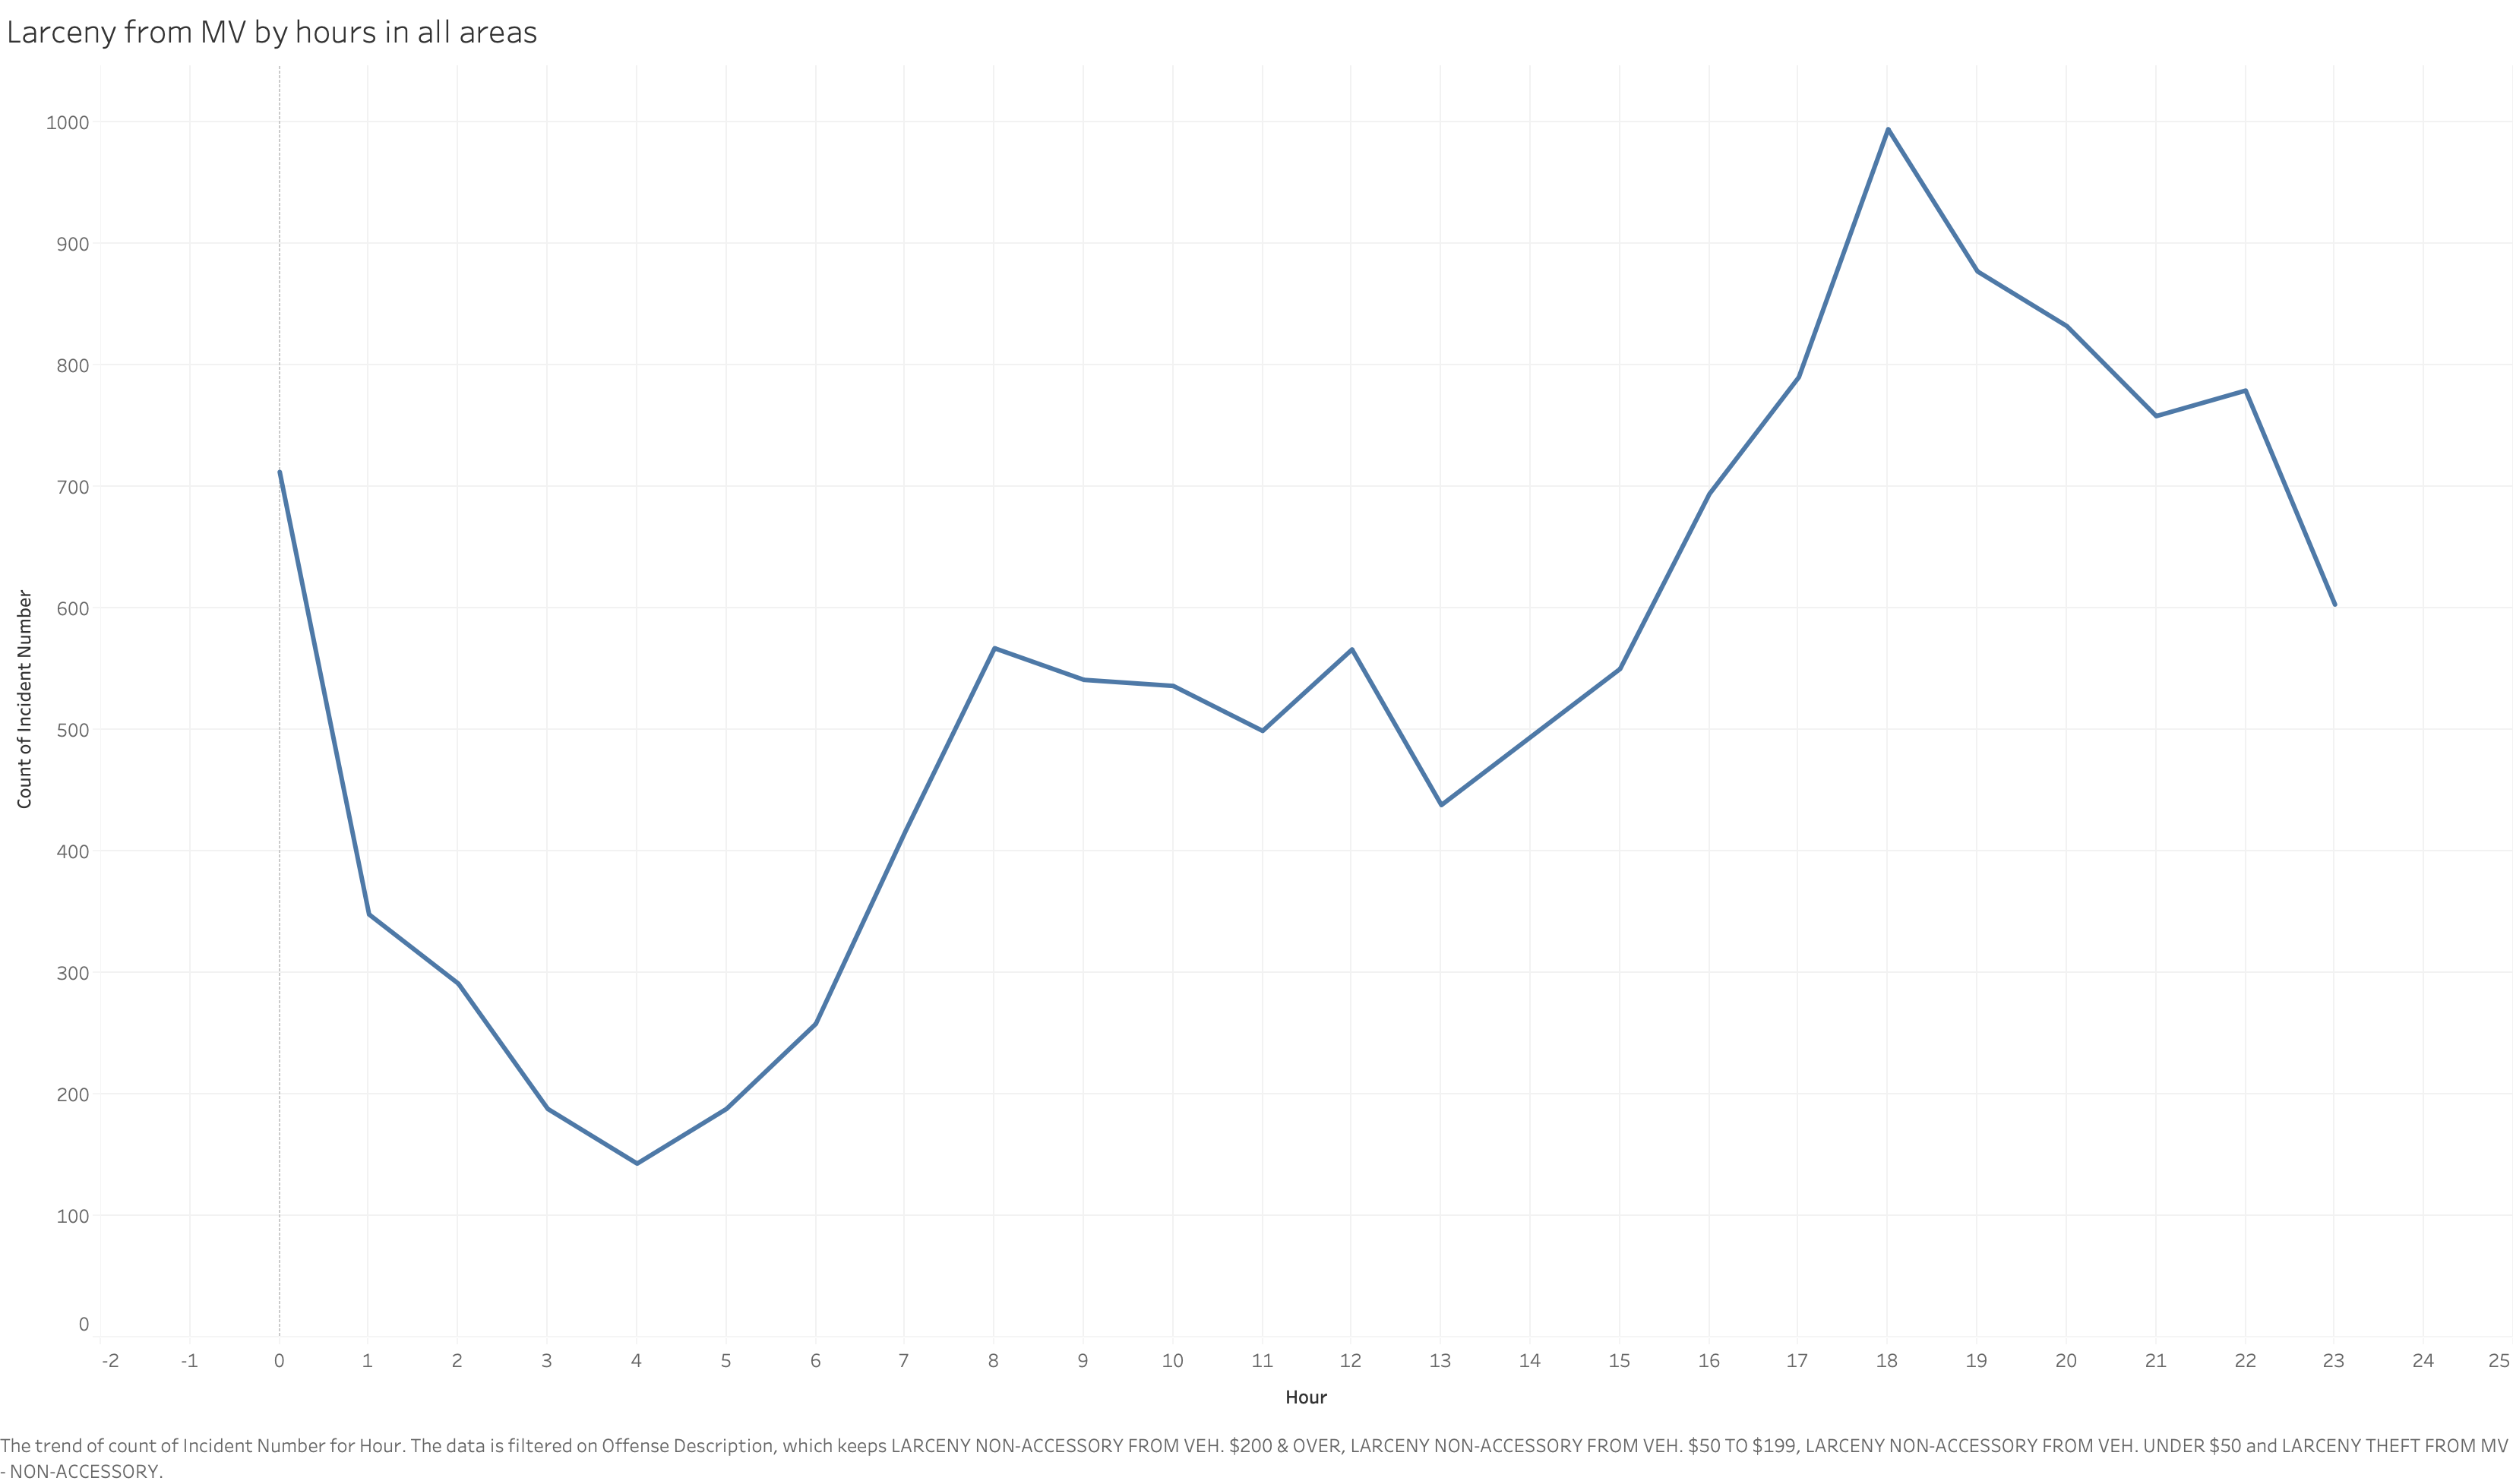 Larceny from MV by hours in all areas
1000
900
800
700
600
500
400
300
200
100
0
Count of Incident Number
-2 -1 0 1 2 3 4 5 6 7 8 9 10 11 12 13 14 15 16 17 18 19 20 21 22 23 24 25
Hour
The trend of count of Incident Number for Hour. The data is filtered on Offense Description, which keeps LARCENY NON-ACCESSORY FROM VEH. $200 & OVER, LARCENY NON-ACCESSORY FROM VEH. $50 TO $199, LARCENY NON-ACCESSORY FROM VEH. UNDER $50 and LARCENY THEFT FROM MV
- NON-ACCESSORY.